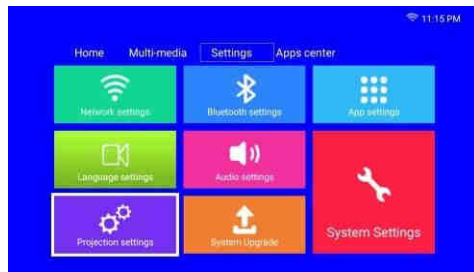 11:15 PM
Home Multi-media Settings Apps center
Network settings
Bluetooth settings
App settings
Language settings
Audio settings
Projection settings
System Upgrade
System Settings